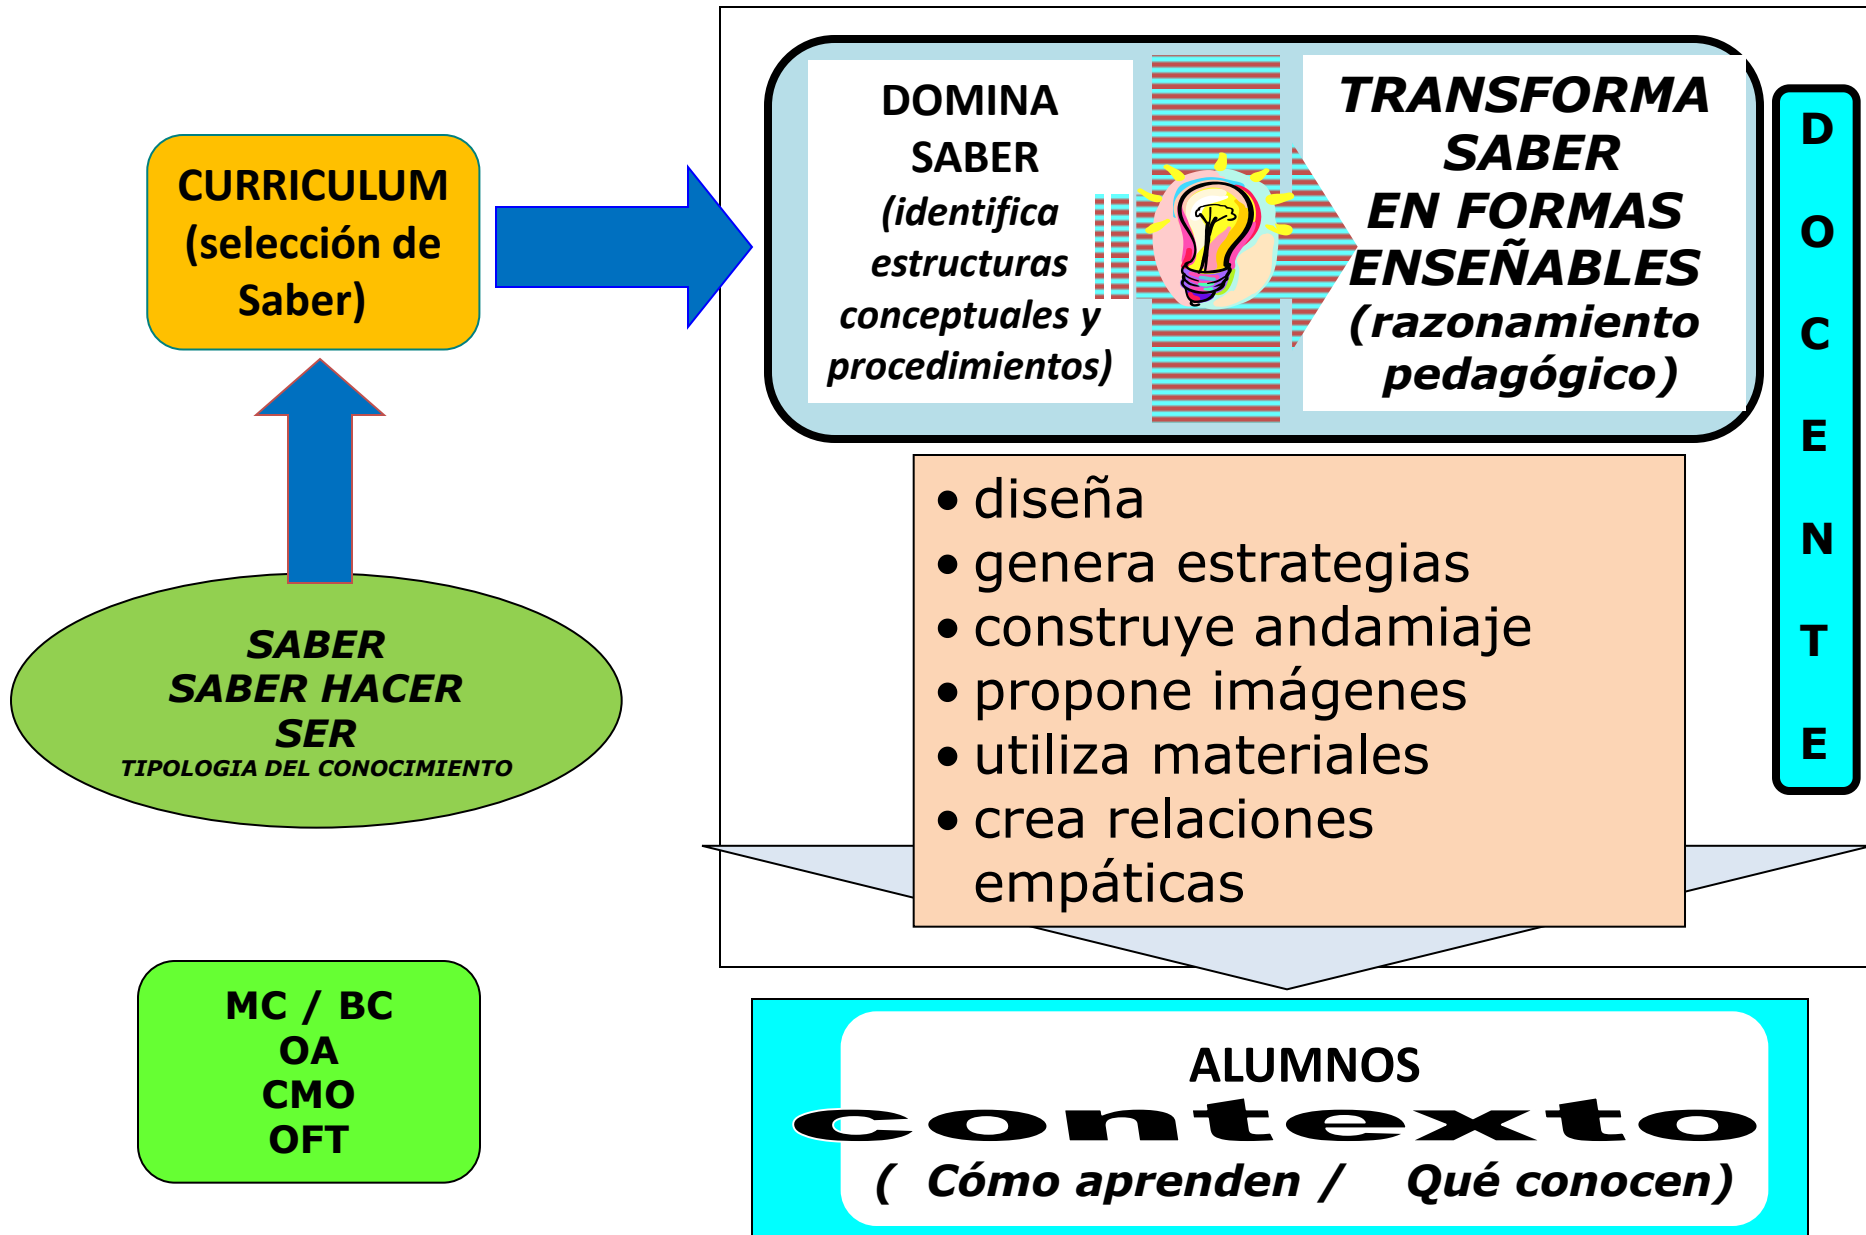 CURRICULUM
(selección de
Saber)
SABER
SABER HACER
SER
TIPOLOGIA DEL CONOCIMIENTO
MC / BC
OA
CMO
OFT
DOMINA
SABER
(identifica
estructuras
conceptuales y
procedimientos)
TRANSFORMA
SABER
EN FORMAS
ENSEÑABLES
(razonamiento
pedagógico)
D
O
C
E
N
T
E
• diseña
• genera estrategias
• construye andamiaje
• propone imágenes
• utiliza materiales
• crea relaciones
empáticas
ALUMNOS
contexto
( Cómo aprenden / Qué conocen)